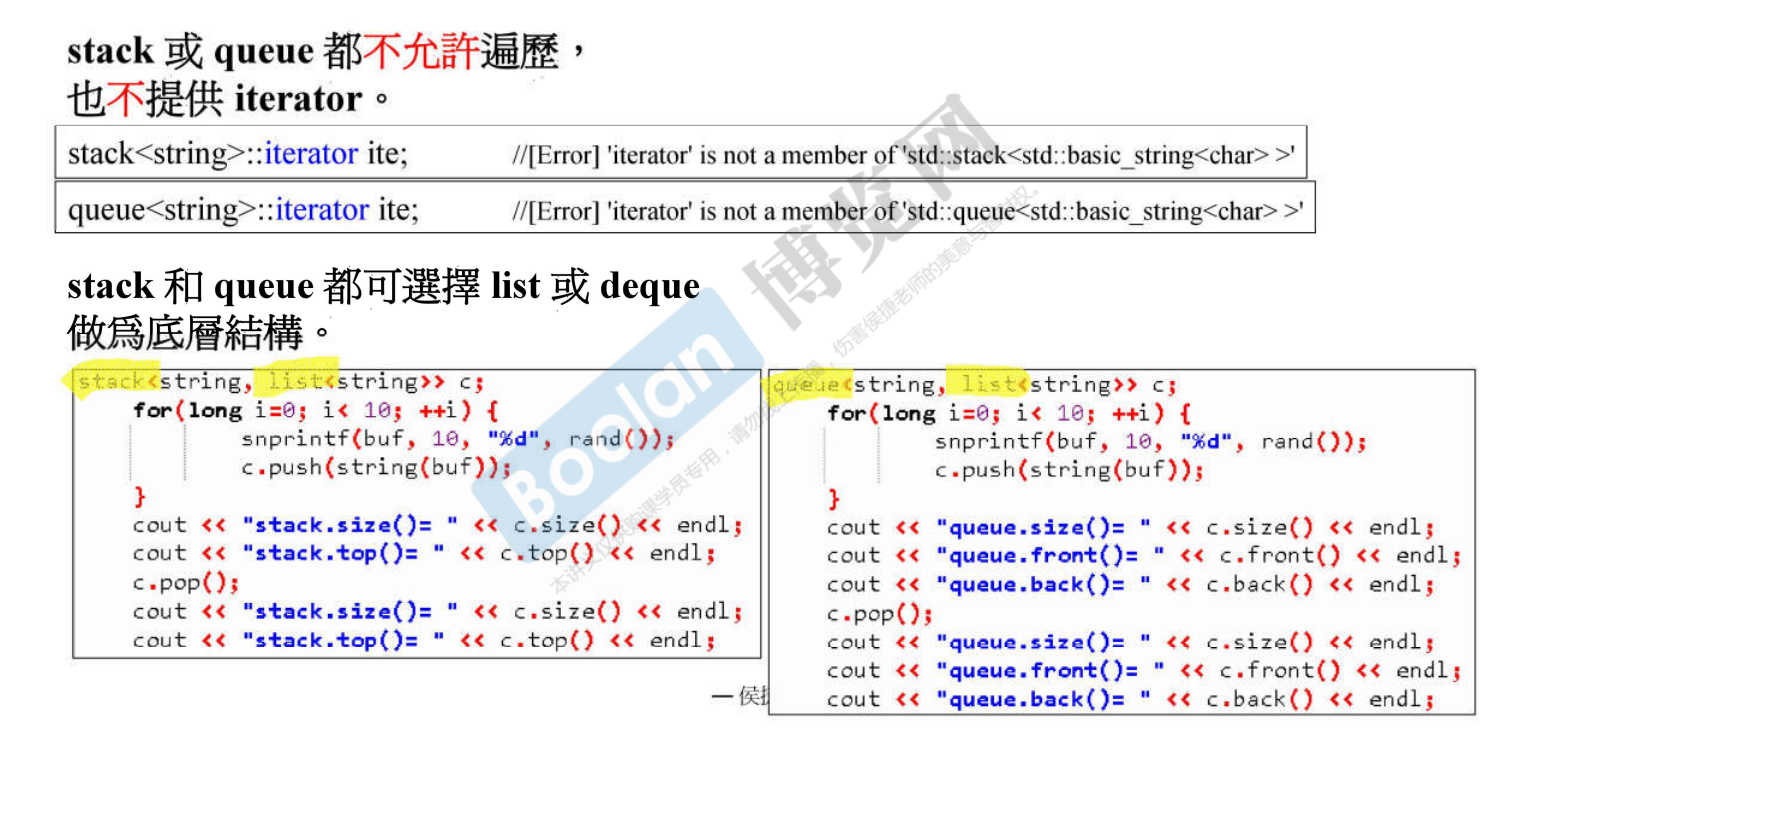 stack 或 queue 都不允許遍歷，
也不提供 iterator。
stack<string>::iterator ite; //[Error] 'iterator' is not a member of 'std::stack<std::basic_string<char> >'
queue<string>::iterator ite; //[Error] 'iterator' is not a member of 'std::queue<std::basic_string<char> >'
stack 和 queue 都可選擇 list 或 deque
做爲底層結構。
stack<string, list<string>> c;
for(long i=0; i< 10; ++i) {
snprintf(buf, 10, "%d", rand());
c.push(string(buf));
}
cout << "stack.size()= " << c.size() << endl;
cout << "stack.top()= " << c.top() << endl;
c.pop();
cout << "stack.size()= " << c.size() << endl;
cout << "stack.top()= " << c.top() << endl;
queue<string, list<string>> c;
for(long i=0; i< 10; ++i) {
snprintf(buf, 10, "%d", rand());
c.push(string(buf));
}
cout << "queue.size()= " << c.size() << endl;
cout << "queue.front()= " << c.front() << endl;
cout << "queue.back()= " << c.back() << endl;
c.pop();
cout << "queue.size()= " << c.size() << endl;
cout << "queue.front()= " << c.front() << endl;
cout << "queue.back()= " << c.back() << endl;
— 侯
Boolan
博览网